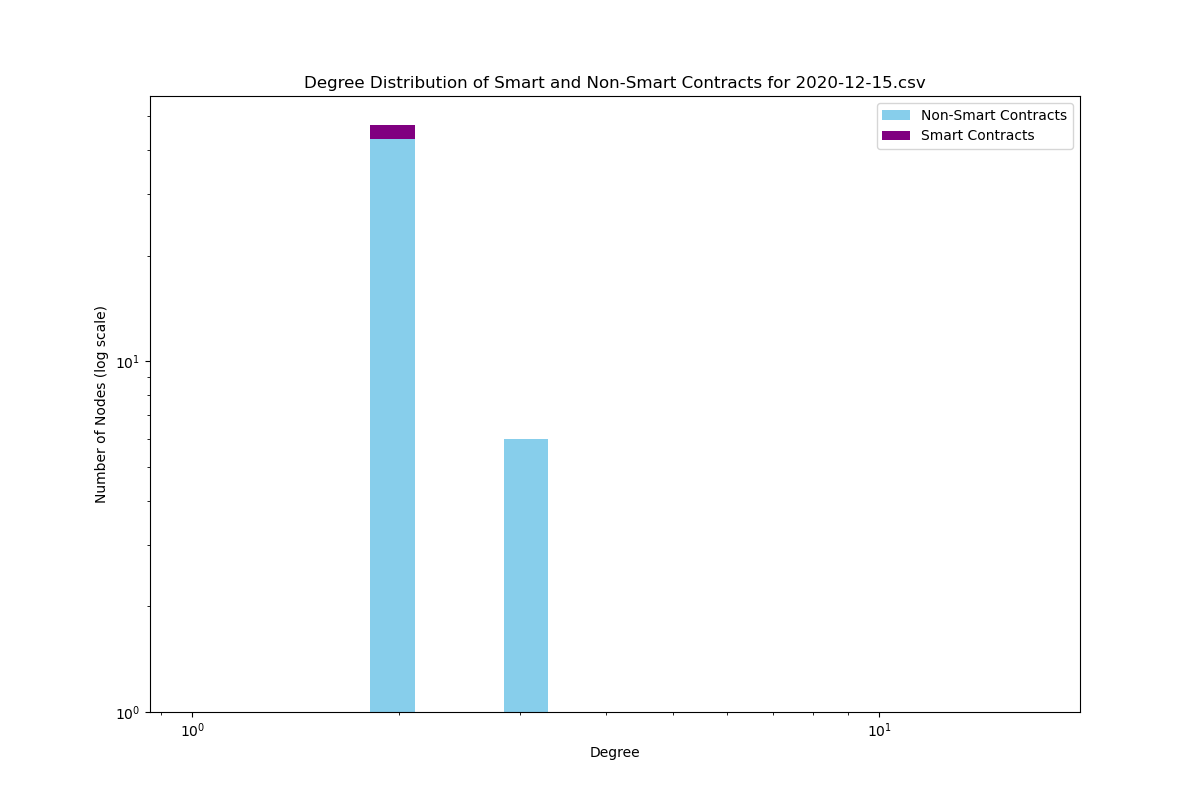 Degree Distribution of Smart and Non-Smart Contracts for 2020-12-15.csv
Non-Smart Contracts
Smart Contracts
Number of Nodes (log scale)
10¹
10⁰
10⁰ 10¹
Degree